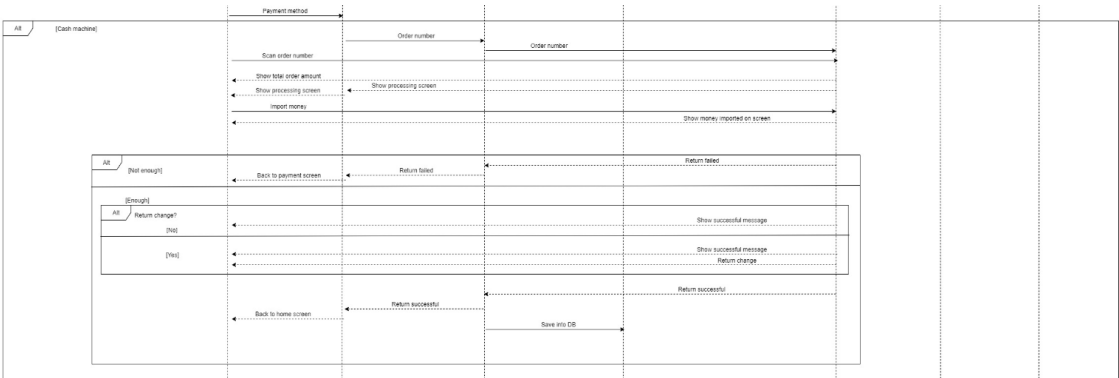 Payment method
Alt
[Cash machine]
Order number
Order number
Scan order number
Show total order amount
Show processing screen
Show processing screen
Import money
Show money imported on screen
Alt
[Not enough]
Return failed
Return failed
Back to payment screen
[Enough]
Alt
Return change?
Show successful message
[No]
[Yes]
Show successful message
Return change
Return successful
Return successful
Back to home screen
Save into DB